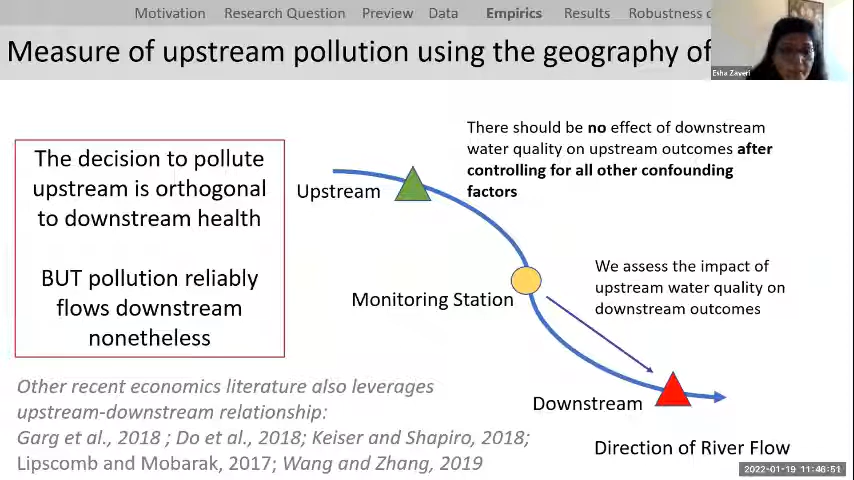 Motivation Research Question Preview Data Empirics Results Robustness
Measure of upstream pollution using the geography of
Esha Zaveri
The decision to pollute
upstream is orthogonal
to downstream health
BUT pollution reliably
flows downstream
nonetheless
There should be no effect of downstream
water quality on upstream outcomes after
controlling for all other confounding
factors
Upstream
We assess the impact of
upstream water quality on
downstream outcomes
Monitoring Station
Downstream
Direction of River Flow
Other recent economics literature also leverages
upstream-downstream relationship:
Garg et al., 2018 ; Do et al., 2018; Keiser and Shapiro, 2018;
Lipscomb and Mobarak, 2017; Wang and Zhang, 2019
2022-01-19 11:46:51